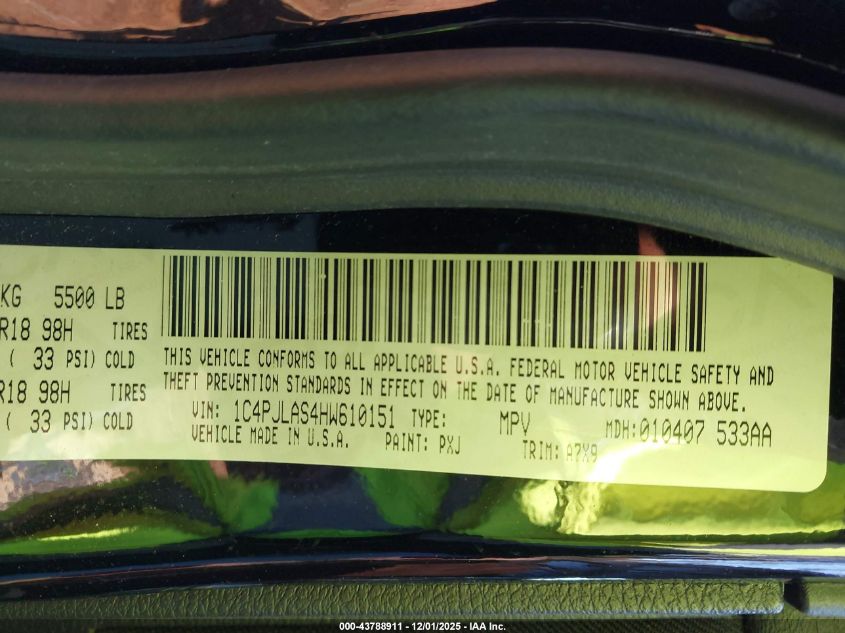 KG 5500 LB
R18 98H TIRES
( 33 PSI) COLD
R18 98H TIRES
( 33 PSI) COLD
THIS VEHICLE CONFORMS TO ALL APPLICABLE U.S.A. FEDERAL MOTOR VEHICLE SAFETY AND
THEFT PREVENTION STANDARDS IN EFFECT ON THE DATE OF MANUFACTURE SHOWN ABOVE.
VIN: 1C4PJLAS4HW610151 TYPE: MPV MDH:010407 533AA
VEHICLE MADE IN U.S.A. PAINT: PXJ TRIM: A7X9
000-43788911 - 12/01/2025 - IAA Inc.